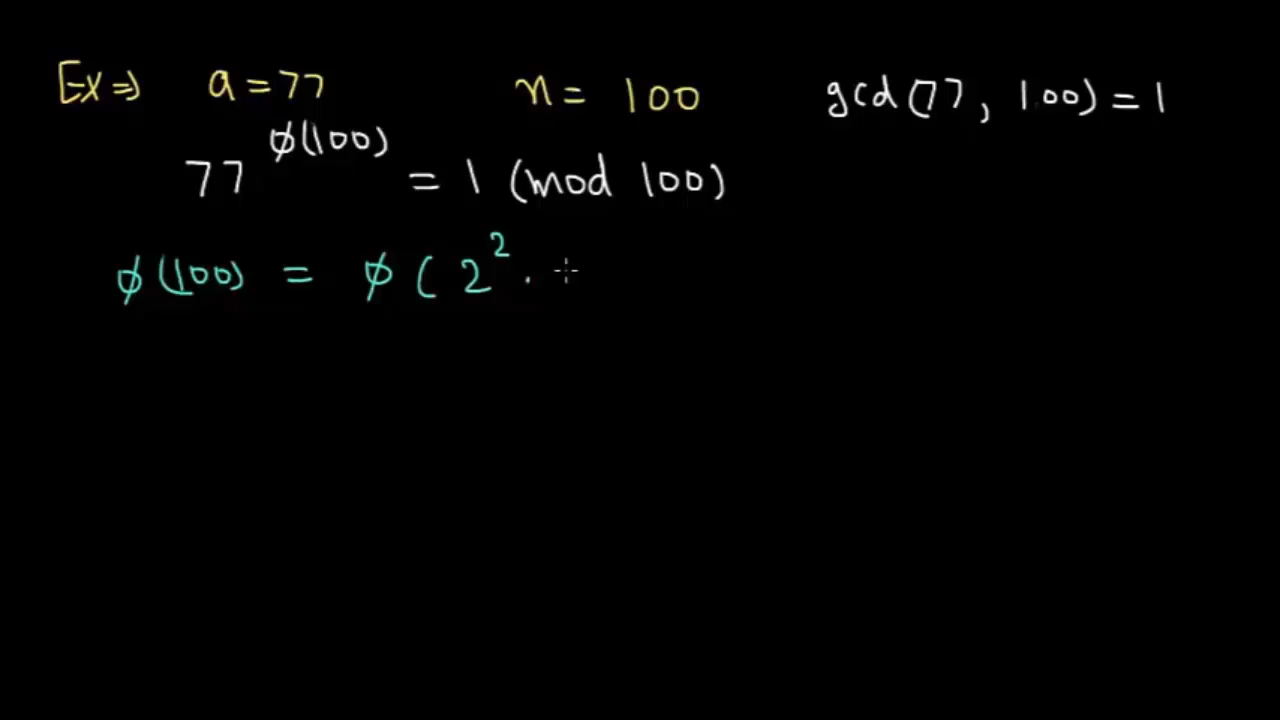 Ex⇒ a = 77 n = 100 gcd(77, 100) = 1
77^ϕ(100) = 1 (mod 100)
ϕ(100) = ϕ(2^2 .